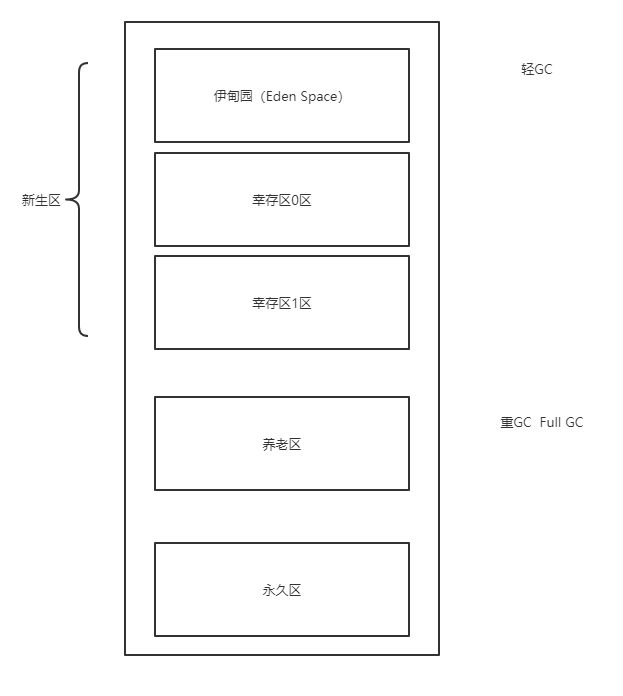 轻GC
伊甸园（Eden Space）
新生区
幸存区0区
幸存区1区
重GC  Full GC
养老区
永久区